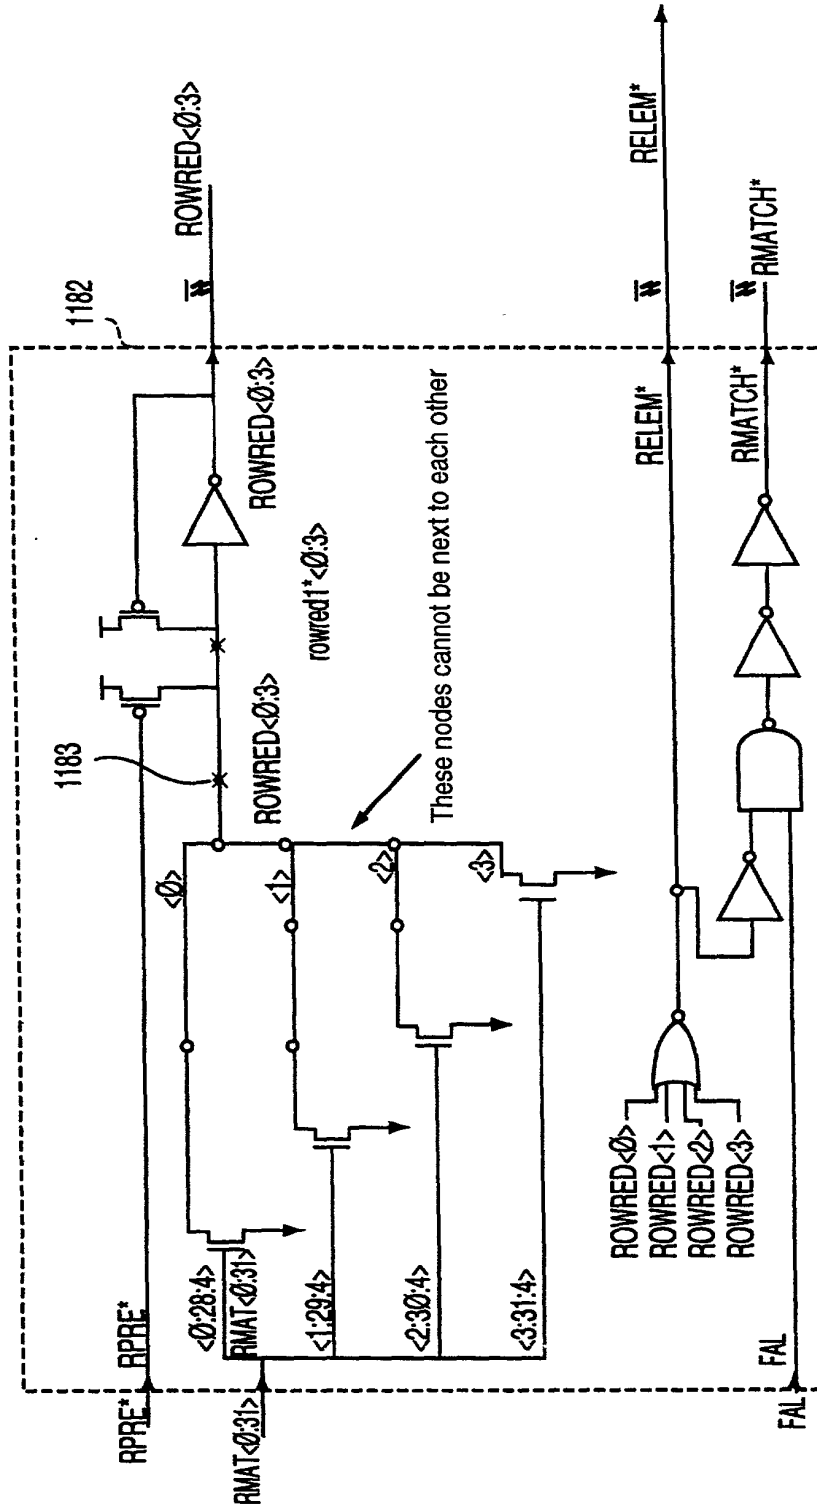 1182
ROWRED<Ø:3>
ROWRED<Ø:3>
rowred1*<Ø:3>
1183
ROWRED<Ø:3>
These nodes cannot be next to each other
<Ø>
<1>
<2>
<3>
RPRE*
RPRE*
<Ø:28:4>
RMAT<Ø:31>
RMAT<Ø:31>
<1:29:4>
<2:3Ø:4>
<3:31:4>
RELEM*
RELEM*
RMATCH*
RMATCH*
ROWRED<Ø>
ROWRED<1>
ROWRED<2>
ROWRED<3>
FAL
FAL